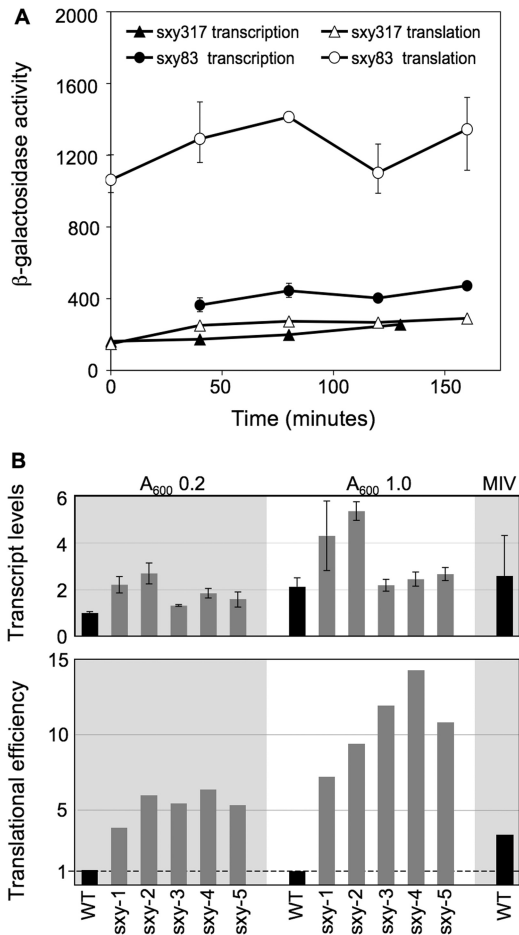 A
2000
1600
1200
800
400
0
β-galactosidase activity
sxy317 transcription
sxy317 translation
sxy83 transcription
sxy83 translation
0
50
100
150
Time (minutes)
B
A600 0.2
A600 1.0
MIV
6
4
2
0
Transcript levels
15
10
5
1
Translational efficiency
WT
sxy-1
sxy-2
sxy-3
sxy-4
sxy-5
WT
sxy-1
sxy-2
sxy-3
sxy-4
sxy-5
WT